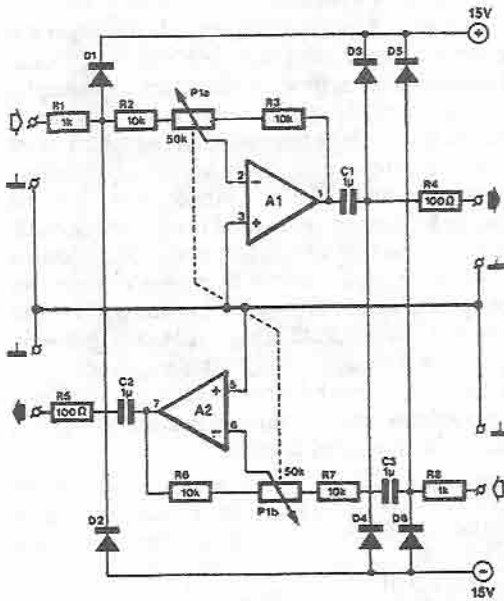 15V
+
D1
D3
D5
R1
1k
R2
10k
P1a
50k
R3
10k
2
−
3
+
A1
1
C1
1µ
R4
100Ω
R5
100Ω
C2
1µ
7
A2
5
+
6
−
50k
R6
10k
P1b
R7
10k
C3
1µ
R8
1k
D2
D4
D6
−
15V